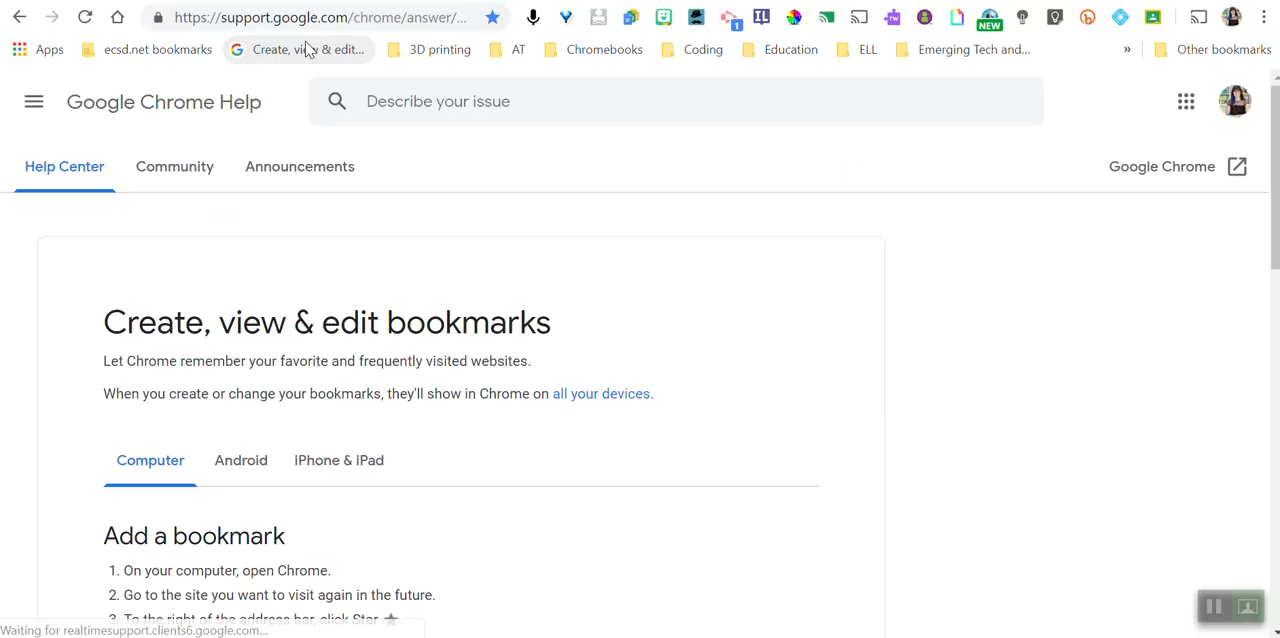 https://support.google.com/chrome/answer/...
1
IL
rw
NEW
Apps ecsd.net bookmarks Create, view & edit... 3D printing AT Chromebooks Coding Education ELL Emerging Tech and... » Other bookmarks
Google Chrome Help Describe your issue
Help Center Community Announcements Google Chrome
Create, view & edit bookmarks
Let Chrome remember your favorite and frequently visited websites.
When you create or change your bookmarks, they'll show in Chrome on all your devices.
Computer Android iPhone & iPad
Add a bookmark
1. On your computer, open Chrome.
2. Go to the site you want to visit again in the future.
3. To the right of the address bar, click Star
Waiting for realtimesupport.clients6.google.com...